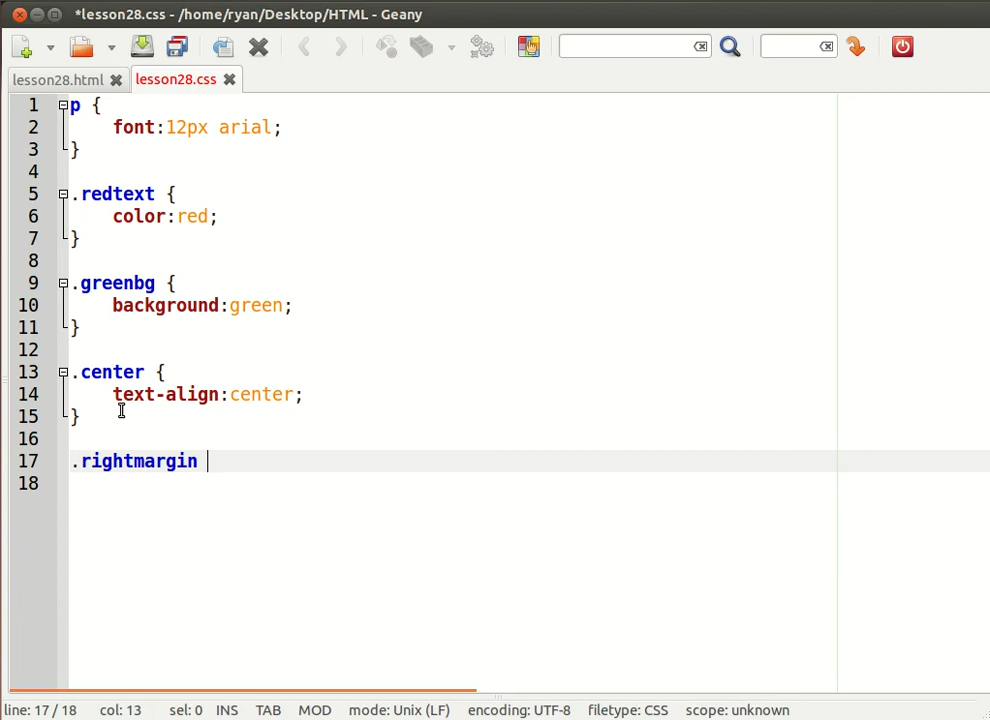 *lesson28.css - /home/ryan/Desktop/HTML - Geany
lesson28.html lesson28.css
1 p {
2 font:12px arial;
3 }
4
5 .redtext {
6 color:red;
7 }
8
9 .greenbg {
10 background:green;
11 }
12
13 .center {
14 text-align:center;
15 }
16
17 .rightmargin
18
line: 17 / 18 col: 13 sel: 0 INS TAB MOD mode: Unix (LF) encoding: UTF-8 filetype: CSS scope: unknown